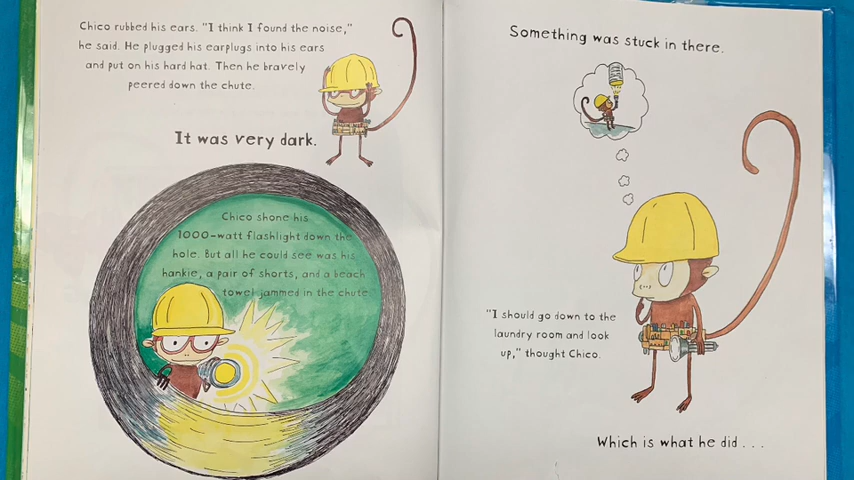 Chico rubbed his ears. "I think I found the noise,"
he said. He plugged his earplugs into his ears
and put on his hard hat. Then he bravely
peered down the chute.
It was very dark.
Chico shone his
1000-watt flashlight down the
hole. But all he could see was his
hankie, a pair of shorts, and a beach
towel jammed in the chute.
Something was stuck in there.
"I should go down to the
laundry room and look
up," thought Chico.
Which is what he did . . .